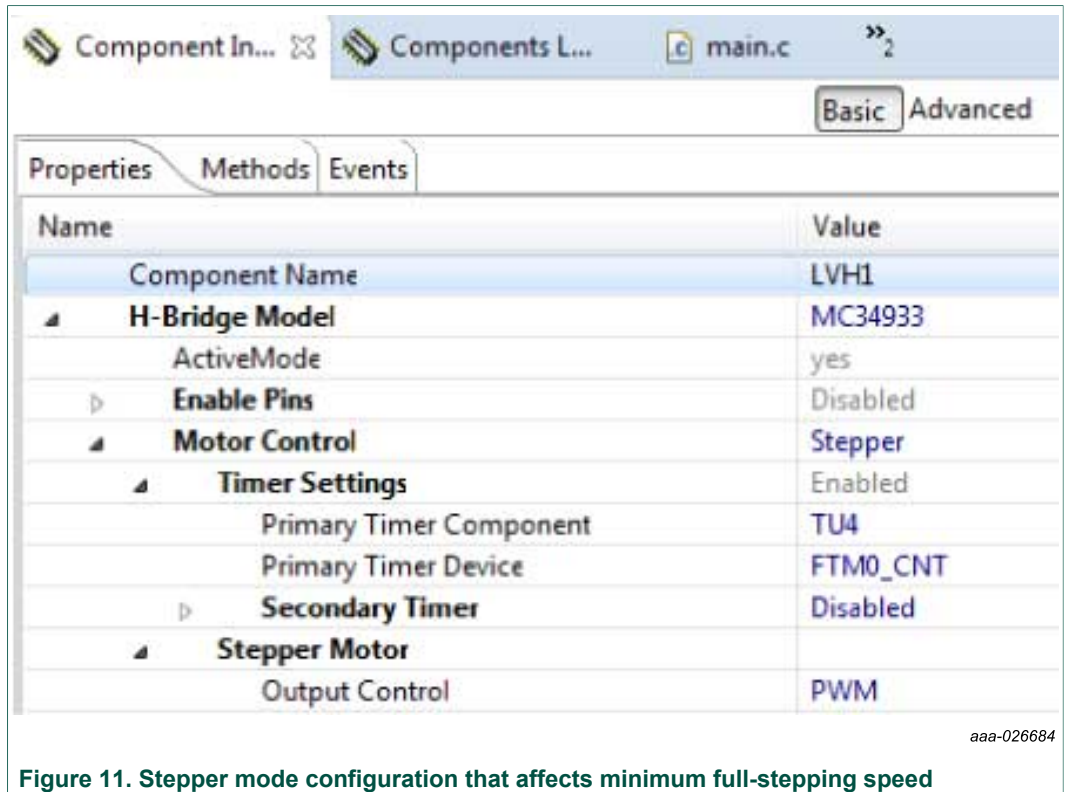 Component In... Components L... main.c »2
Basic Advanced
Properties Methods Events
Name Value
Component Name LVH1
H-Bridge Model MC34933
ActiveMode yes
Enable Pins Disabled
Motor Control Stepper
Timer Settings Enabled
Primary Timer Component TU4
Primary Timer Device FTM0_CNT
Secondary Timer Disabled
Stepper Motor
Output Control PWM
aaa-026684
Figure 11. Stepper mode configuration that affects minimum full-stepping speed